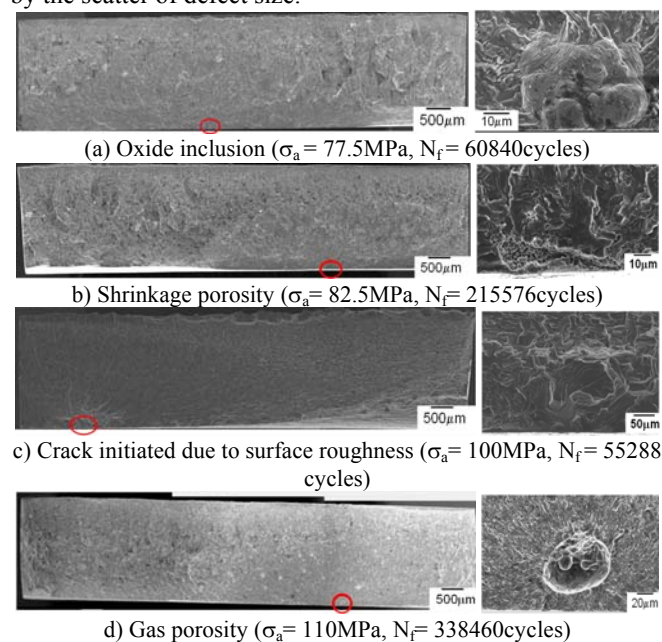 by the scatter of defect size.
500μm
10μm
(a) Oxide inclusion (σa = 77.5MPa, Nf = 60840cycles)
500μm
10μm
b) Shrinkage porosity (σa= 82.5MPa, Nf = 215576cycles)
500μm
50μm
c) Crack initiated due to surface roughness (σa= 100MPa, Nf = 55288
cycles)
500μm
20μm
d) Gas porosity (σa= 110MPa, Nf = 338460cycles)